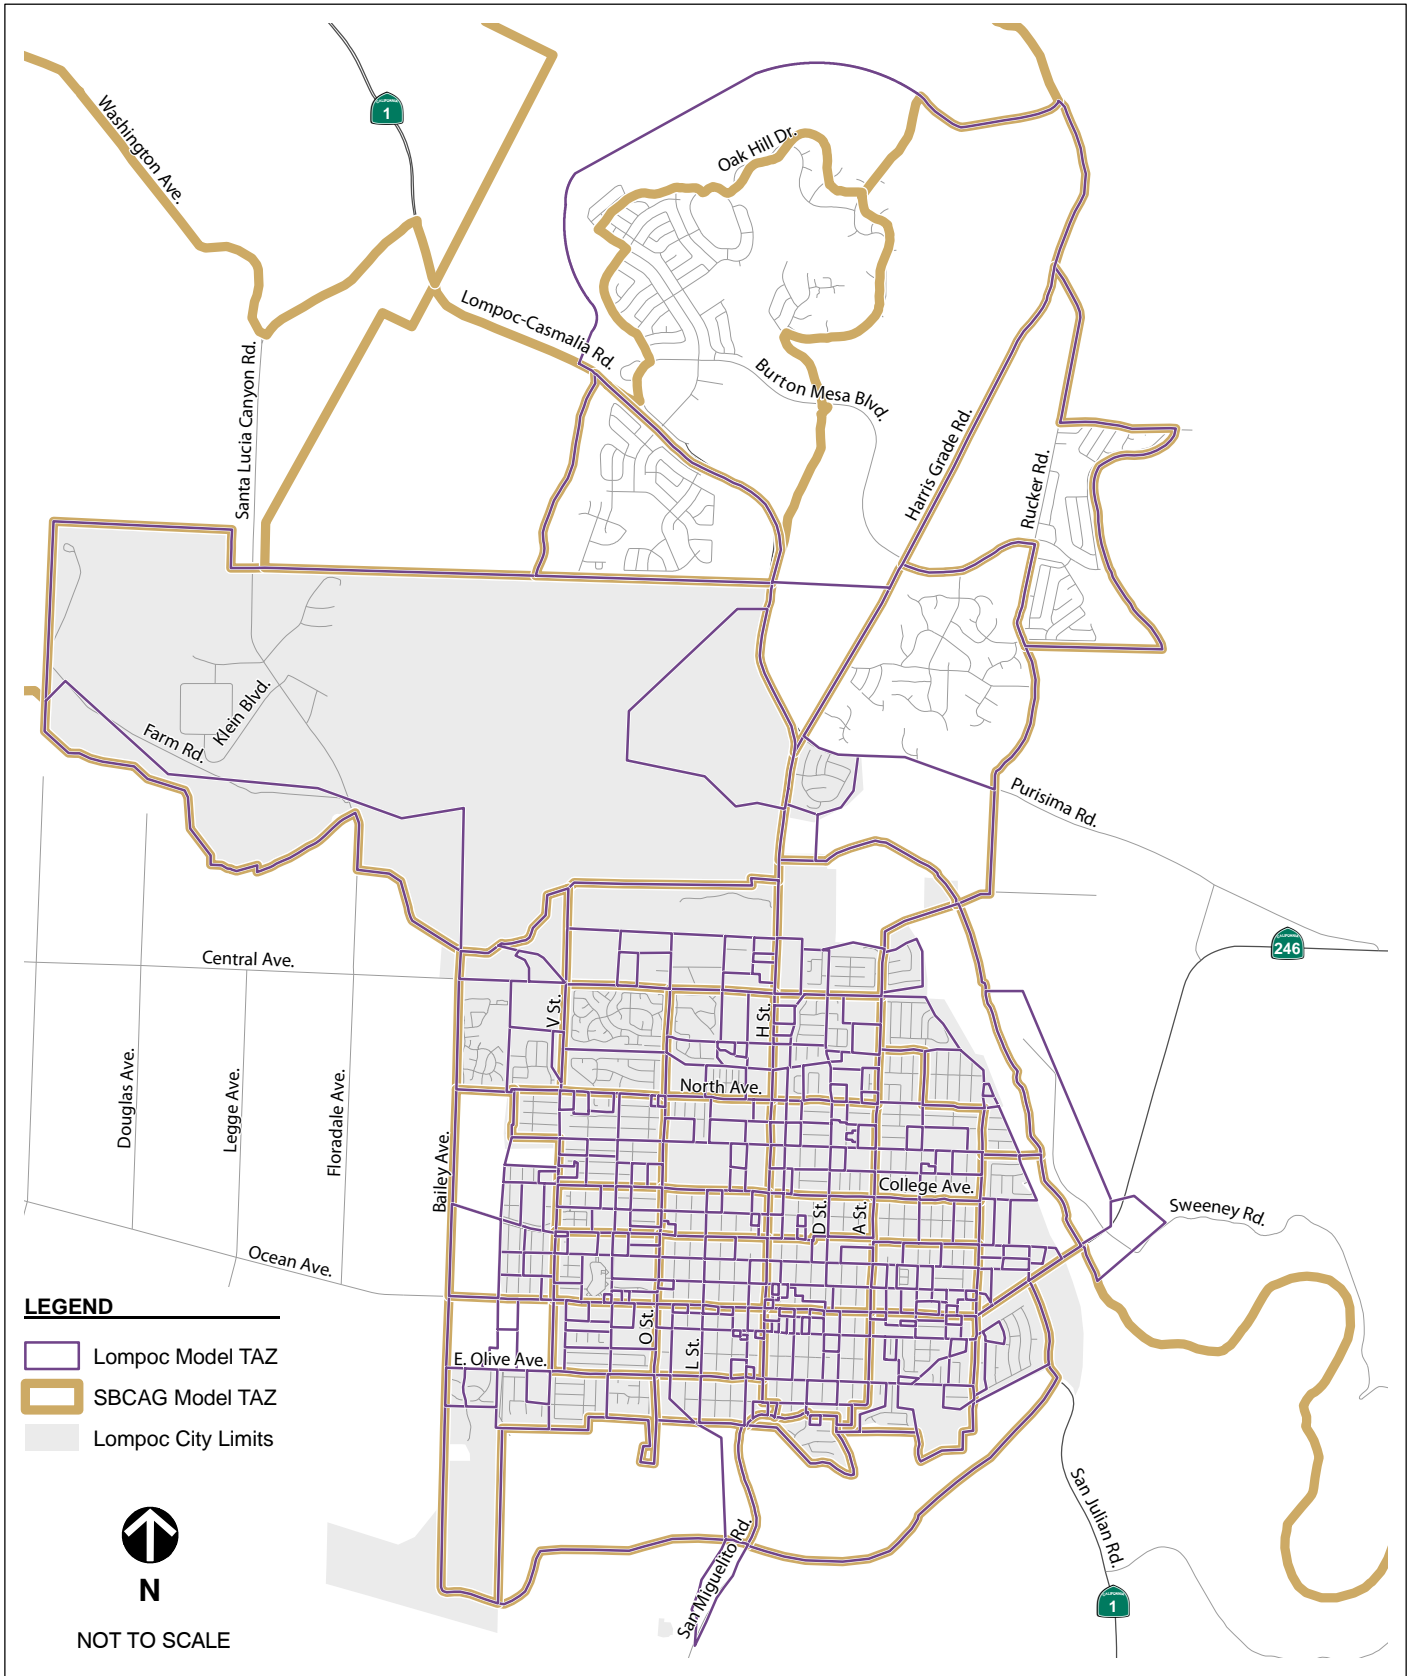 Washington Ave.
CALIFORNIA
1
Oak Hill Dr.
Lompoc-Casmalia Rd.
Santa Lucia Canyon Rd.
Burton Mesa Blvd.
Harris Grade Rd.
Rucker Rd.
Klein Blvd.
Farm Rd.
Purisima Rd.
CALIFORNIA
246
Central Ave.
V St.
H St.
North Ave.
Douglas Ave.
Legge Ave.
Floradale Ave.
Bailey Ave.
College Ave.
D St.
A St.
Sweeney Rd.
Ocean Ave.
O St.
L St.
E. Olive Ave.
LEGEND
Lompoc Model TAZ
SBCAG Model TAZ
Lompoc City Limits
N
NOT TO SCALE
San Miguelito Rd.
San Julian Rd.
CALIFORNIA
1